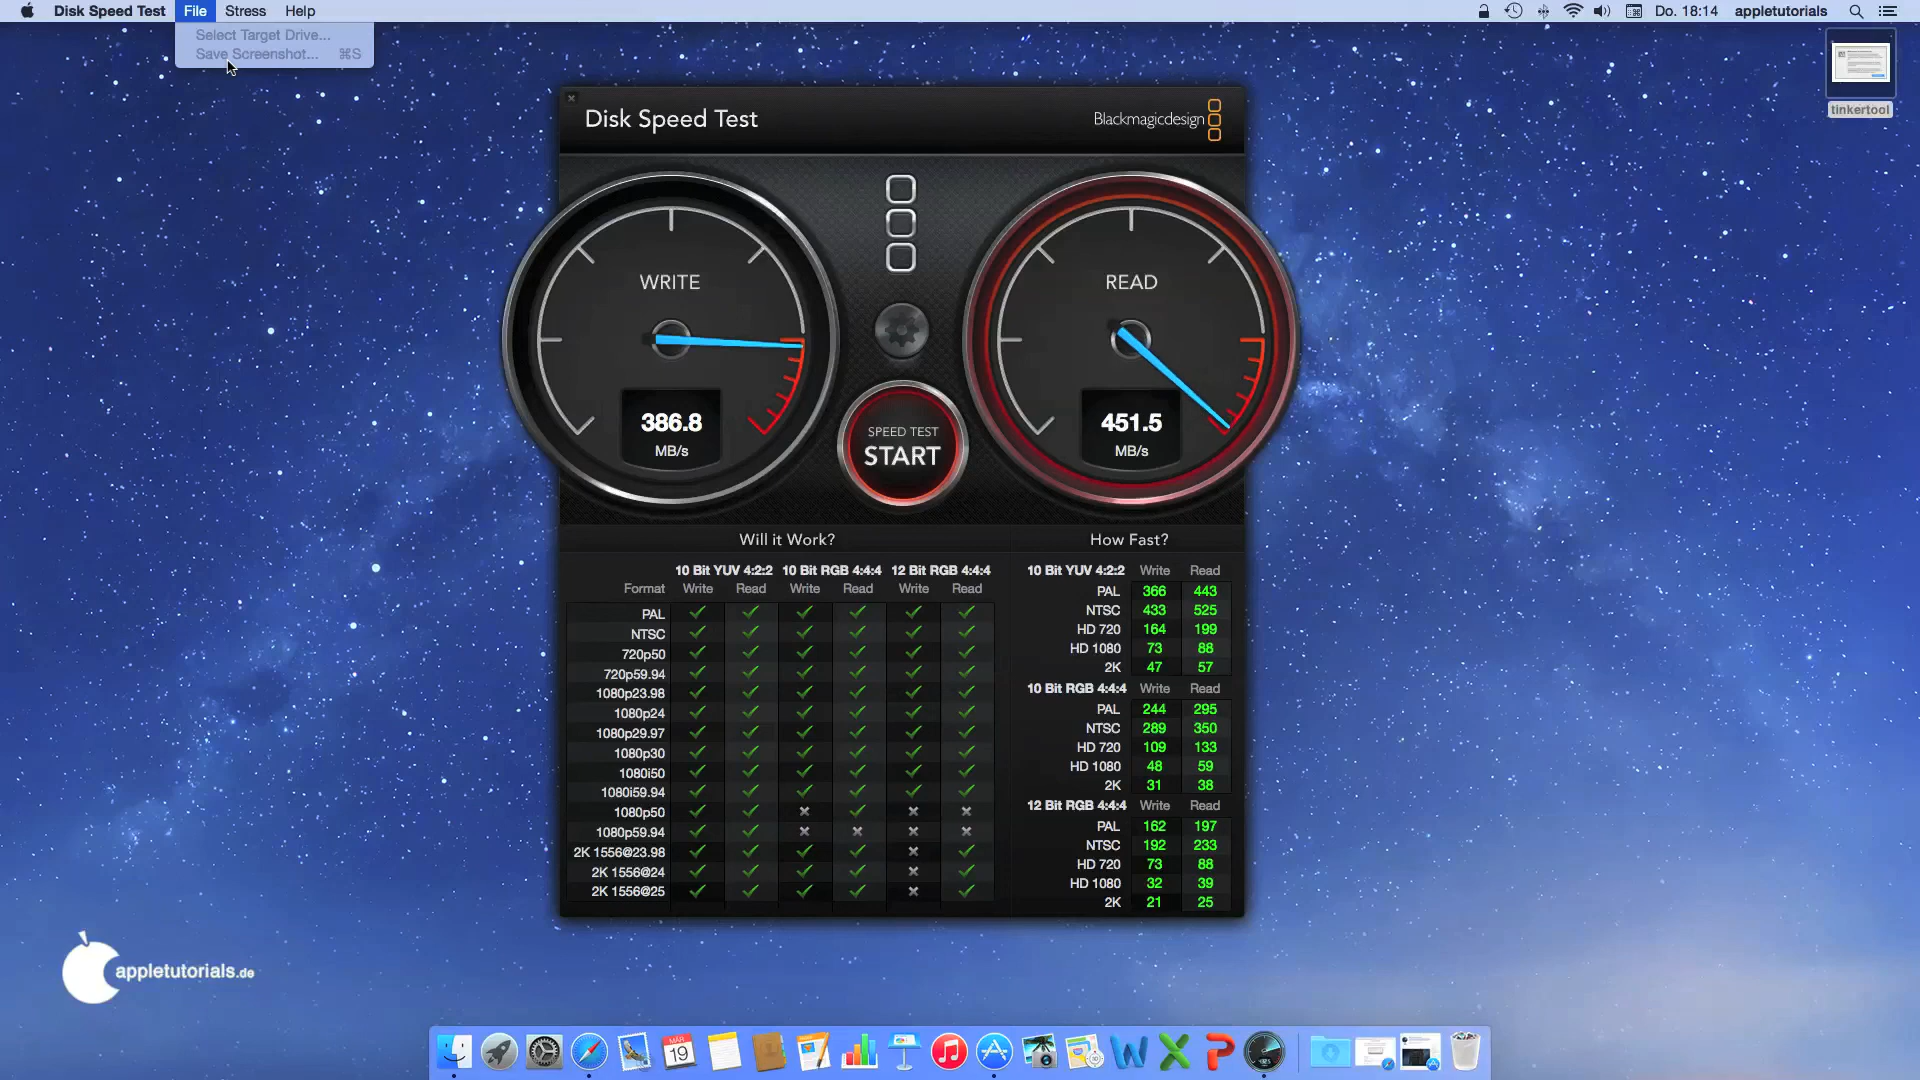 Disk Speed Test File Stress Help
Do. 18:14 appletutorials
Select Target Drive...
Save Screenshot... ⌘S
tinkertool
Disk Speed Test
Blackmagicdesign
WRITE
386.8
MB/s
READ
451.5
MB/s
SPEED TEST
START
Will it Work?
10 Bit YUV 4:2:2 10 Bit RGB 4:4:4 12 Bit RGB 4:4:4
Format Write Read Write Read Write Read
PAL ✓ ✓ ✓ ✓ ✓ ✓
NTSC ✓ ✓ ✓ ✓ ✓ ✓
720p50 ✓ ✓ ✓ ✓ ✓ ✓
720p59.94 ✓ ✓ ✓ ✓ ✓ ✓
1080p23.98 ✓ ✓ ✓ ✓ ✓ ✓
1080p24 ✓ ✓ ✓ ✓ ✓ ✓
1080p29.97 ✓ ✓ ✓ ✓ ✓ ✓
1080p30 ✓ ✓ ✓ ✓ ✓ ✓
1080i50 ✓ ✓ ✓ ✓ ✓ ✓
1080i59.94 ✓ ✓ ✓ ✓ ✓ ✓
1080p50 ✓ ✓ ✗ ✓ ✗ ✗
1080p59.94 ✓ ✓ ✗ ✗ ✗ ✗
2K 1556@23.98 ✓ ✓ ✓ ✓ ✗ ✓
2K 1556@24 ✓ ✓ ✓ ✓ ✗ ✓
2K 1556@25 ✓ ✓ ✓ ✓ ✗ ✓
How Fast?
10 Bit YUV 4:2:2 Write Read
PAL 366 443
NTSC 433 525
HD 720 164 199
HD 1080 73 88
2K 47 57
10 Bit RGB 4:4:4 Write Read
PAL 244 295
NTSC 289 350
HD 720 109 133
HD 1080 48 59
2K 31 38
12 Bit RGB 4:4:4 Write Read
PAL 162 197
NTSC 192 233
HD 720 73 88
HD 1080 32 39
2K 21 25
appletutorials.de
MÄR
19